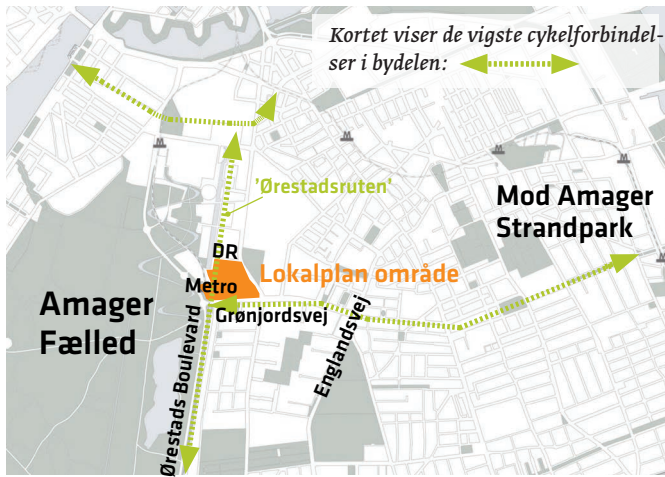 Kortet viser de vigste cykelforbindel-
ser i bydelen:
M
M
M
M
'Ørestadsruten'
Mod Amager
Strandpark
DR
Lokalplan område
Metro
Amager
Fælled
Grønjordsvej
Englandsvej
Ørestads Boulevard